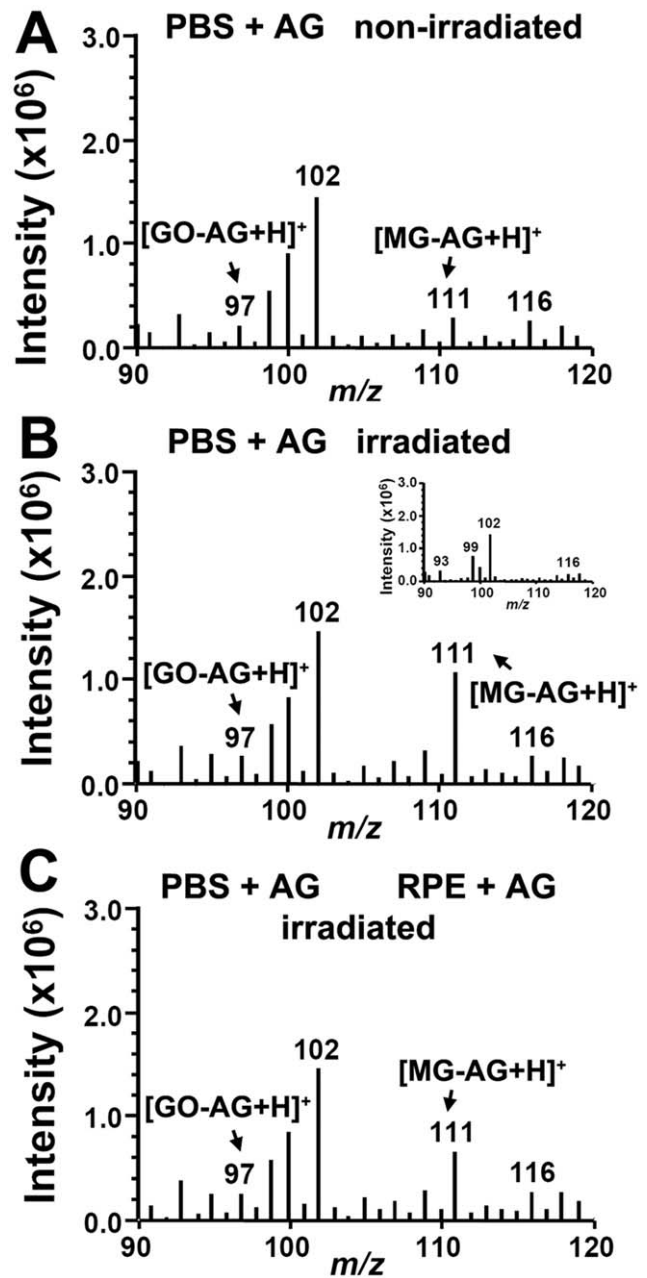 A
PBS + AG non-irradiated
Intensity (x10⁶)
3.0
2.0
1.0
0.0
[GO-AG+H]⁺
97
102
[MG-AG+H]⁺
111
116
90 100 110 120
m/z
B
PBS + AG irradiated
Intensity (x10⁶)
3.0
2.0
1.0
0.0
[GO-AG+H]⁺
97
102
111
[MG-AG+H]⁺
116
90 100 110 120
m/z
Intensity (x10⁶)
3.0
2.0
1.0
0.0
93
99
102
116
90 100 110 120
m/z
C
PBS + AG RPE + AG
irradiated
Intensity (x10⁶)
3.0
2.0
1.0
0.0
[GO-AG+H]⁺
97
102
[MG-AG+H]⁺
111
116
90 100 110 120
m/z